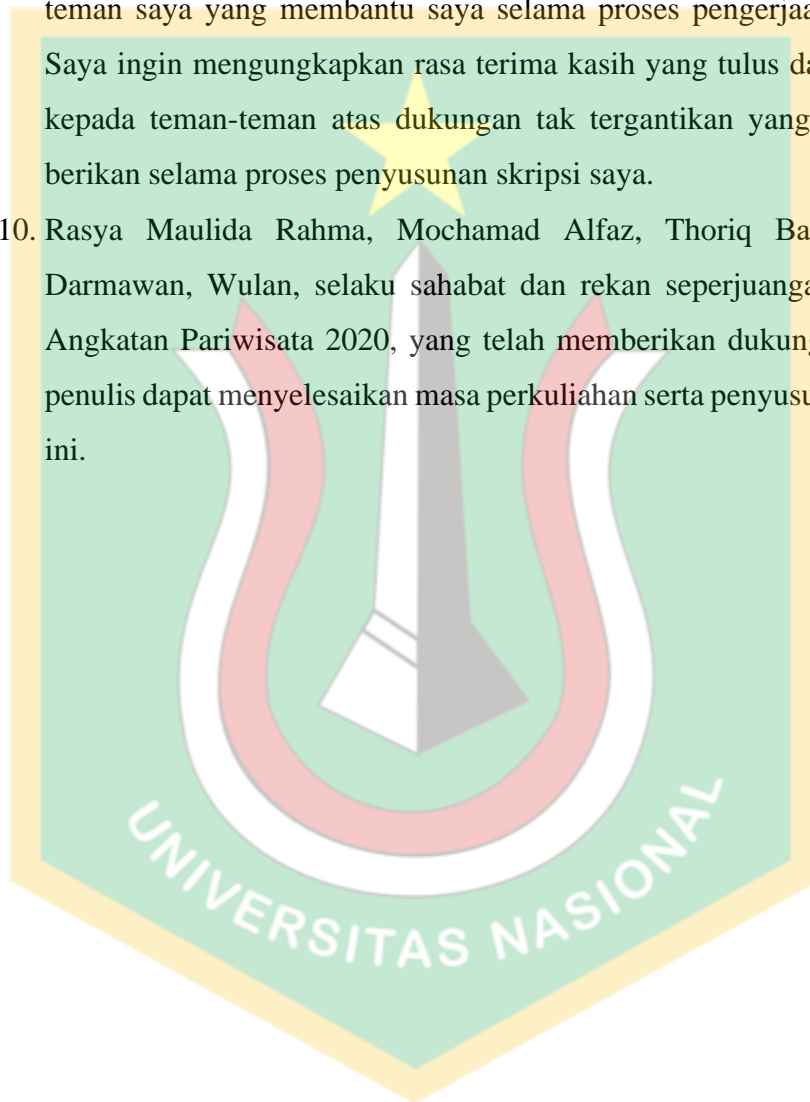 teman saya yang membantu saya selama proses pengerjaa
Saya ingin mengungkapkan rasa terima kasih yang tulus da
kepada teman-teman atas dukungan tak tergantikan yang
berikan selama proses penyusunan skripsi saya.
10. Rasya Maulida Rahma, Mochamad Alfaz, Thoriq Ba
Darmawan, Wulan, selaku sahabat dan rekan seperjuanga
Angkatan Pariwisata 2020, yang telah memberikan dukung
penulis dapat menyelesaikan masa perkuliahan serta penyusu
ini.
UNIVERSITAS NASIONAL